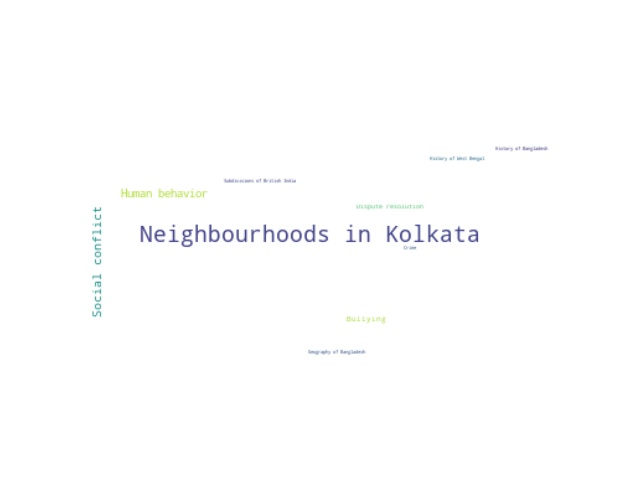 History of Bangladesh
History of West Bengal
Subdivisions of British India
Human behavior
Dispute resolution
Social conflict
Neighbourhoods in Kolkata
Crime
Bullying
Geography of Bangladesh